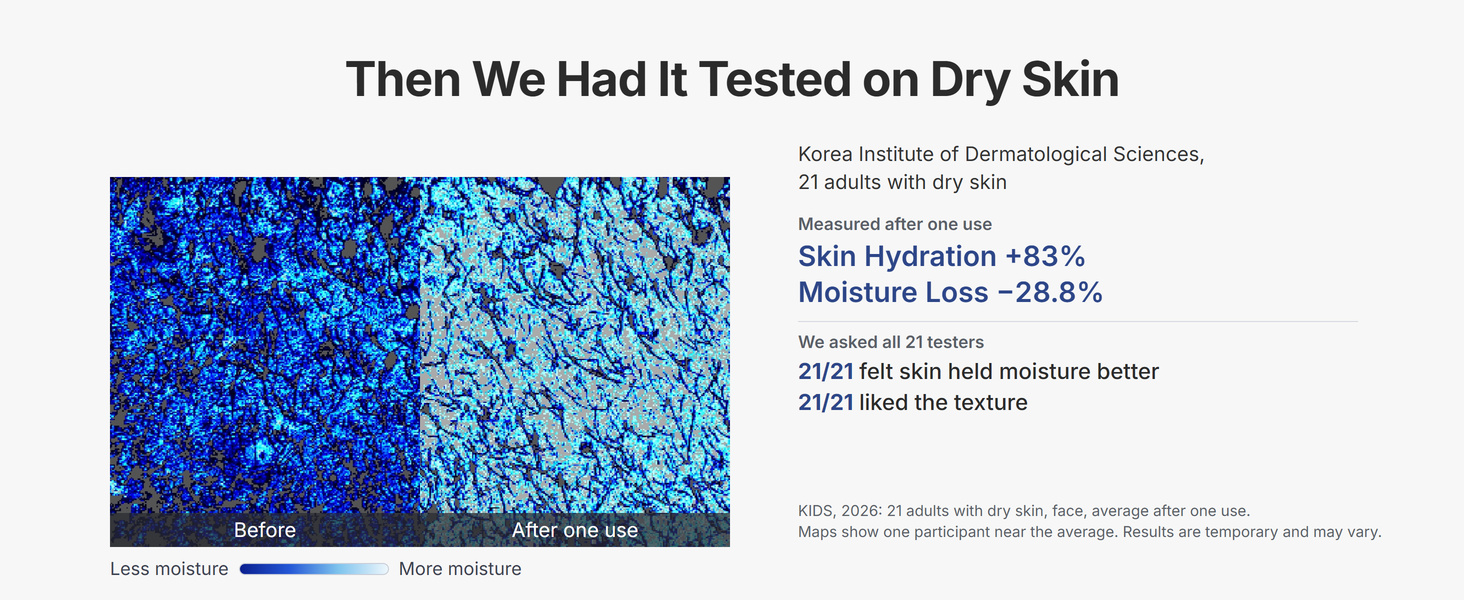 Then We Had It Tested on Dry Skin
Korea Institute of Dermatological Sciences,
21 adults with dry skin
Measured after one use
Skin Hydration +83%
Moisture Loss −28.8%
We asked all 21 testers
21/21 felt skin held moisture better
21/21 liked the texture
KIDS, 2026: 21 adults with dry skin, face, average after one use.
Maps show one participant near the average. Results are temporary and may vary.
Before
After one use
Less moisture
More moisture